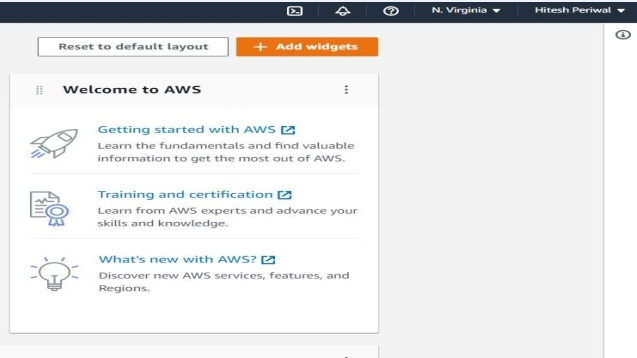 N. Virginia Hitesh Periwal
Reset to default layout + Add widgets
Welcome to AWS
Getting started with AWS
Learn the fundamentals and find valuable
information to get the most out of AWS.
Training and certification
Learn from AWS experts and advance your
skills and knowledge.
What's new with AWS?
Discover new AWS services, features, and
Regions.